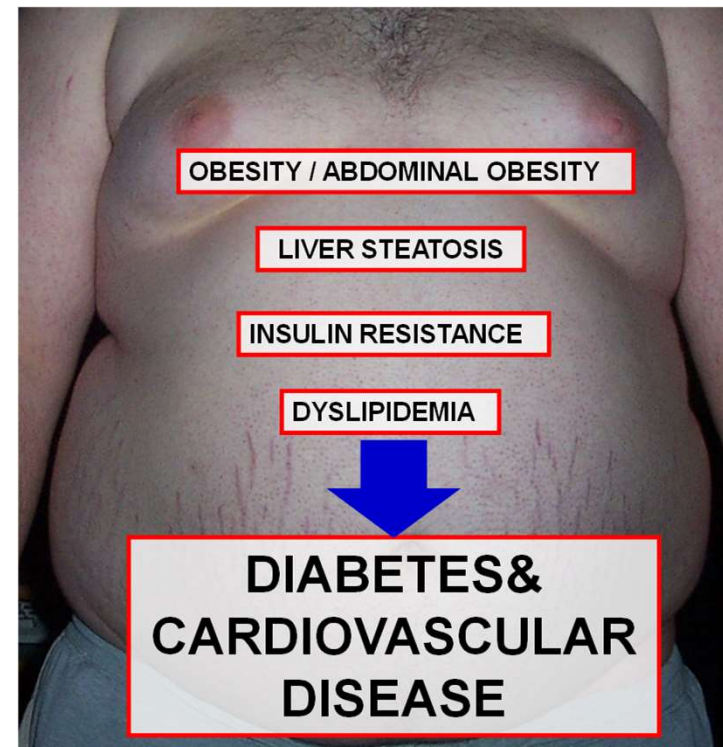 OBESITY / ABDOMINAL OBESITY
LIVER STEATOSIS
INSULIN RESISTANCE
DYSLIPIDEMIA
DIABETES&
CARDIOVASCULAR
DISEASE